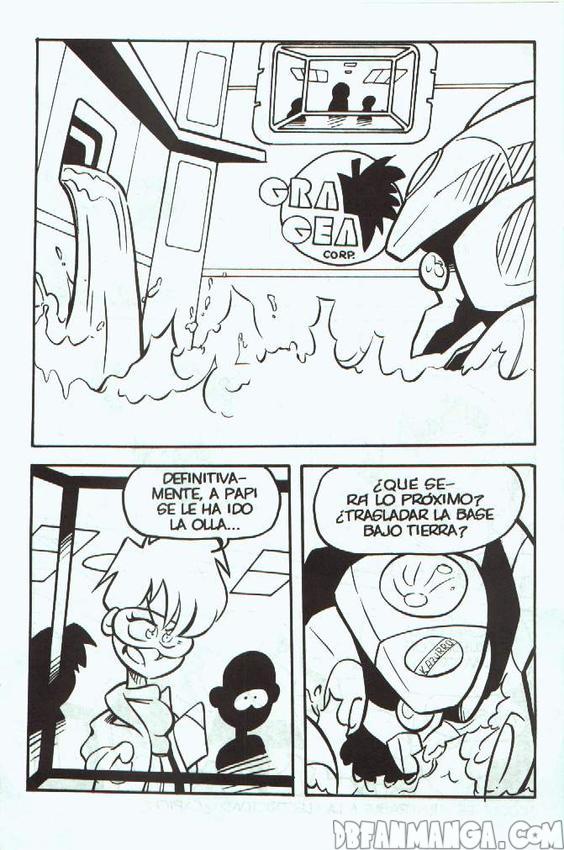 GRA
GEA
CORP.
DEFINITIVA-
MENTE, A PAPI
SE LE HA IDO
LA OLLA...
¿QUE SE-
RA LO PRÓXIMO?
¿TRASLADAR LA BASE
BAJO TIERRA?
DBFANMANGA.COM